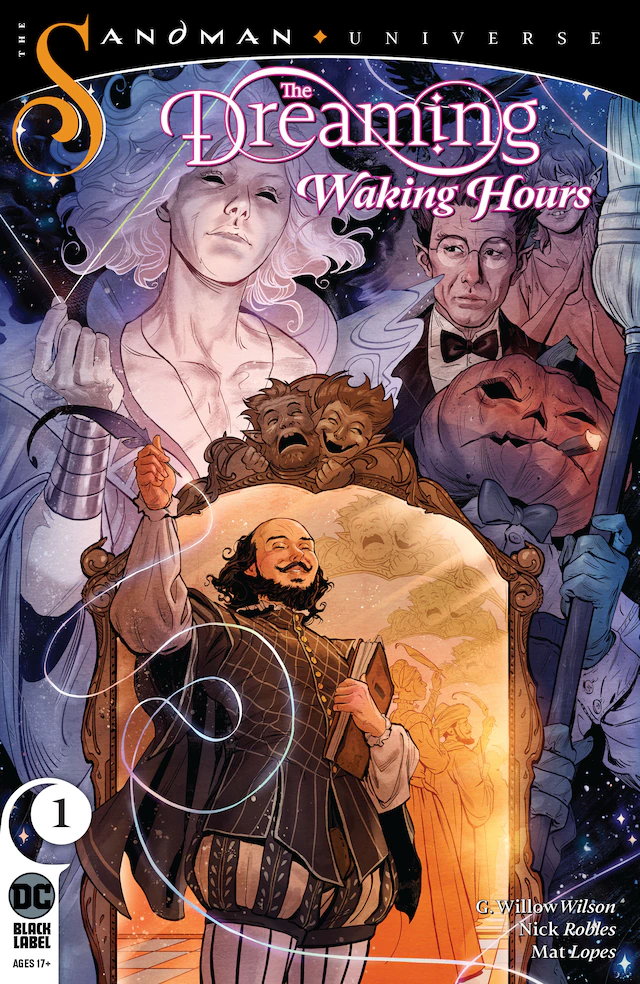 THE SANDMAN UNIVERSE
The
Dreaming
Waking Hours
1
DC
BLACK
LABEL
AGES 17+
G. Willow Wilson
Nick Robles
Mat Lopes